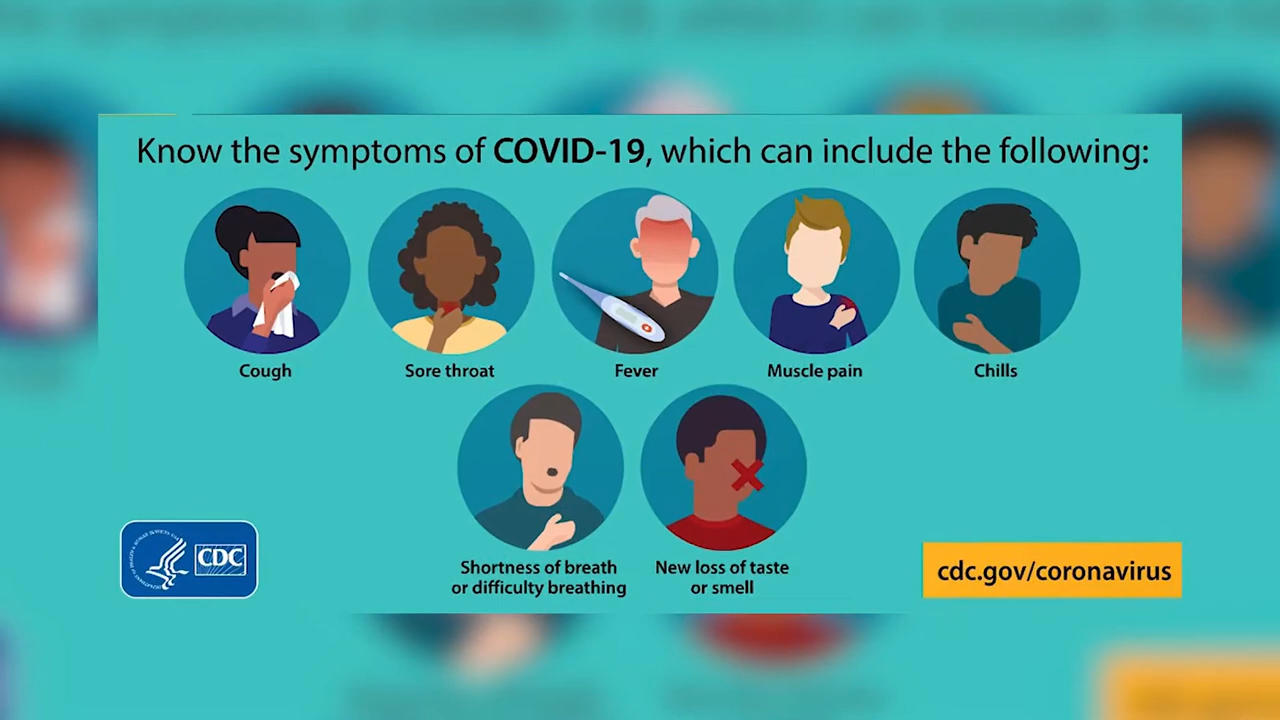 Know the symptoms of COVID-19, which can include the following:
Cough
Sore throat
Fever
Muscle pain
Chills
Shortness of breath
or difficulty breathing
New loss of taste
or smell
CDC
cdc.gov/coronavirus